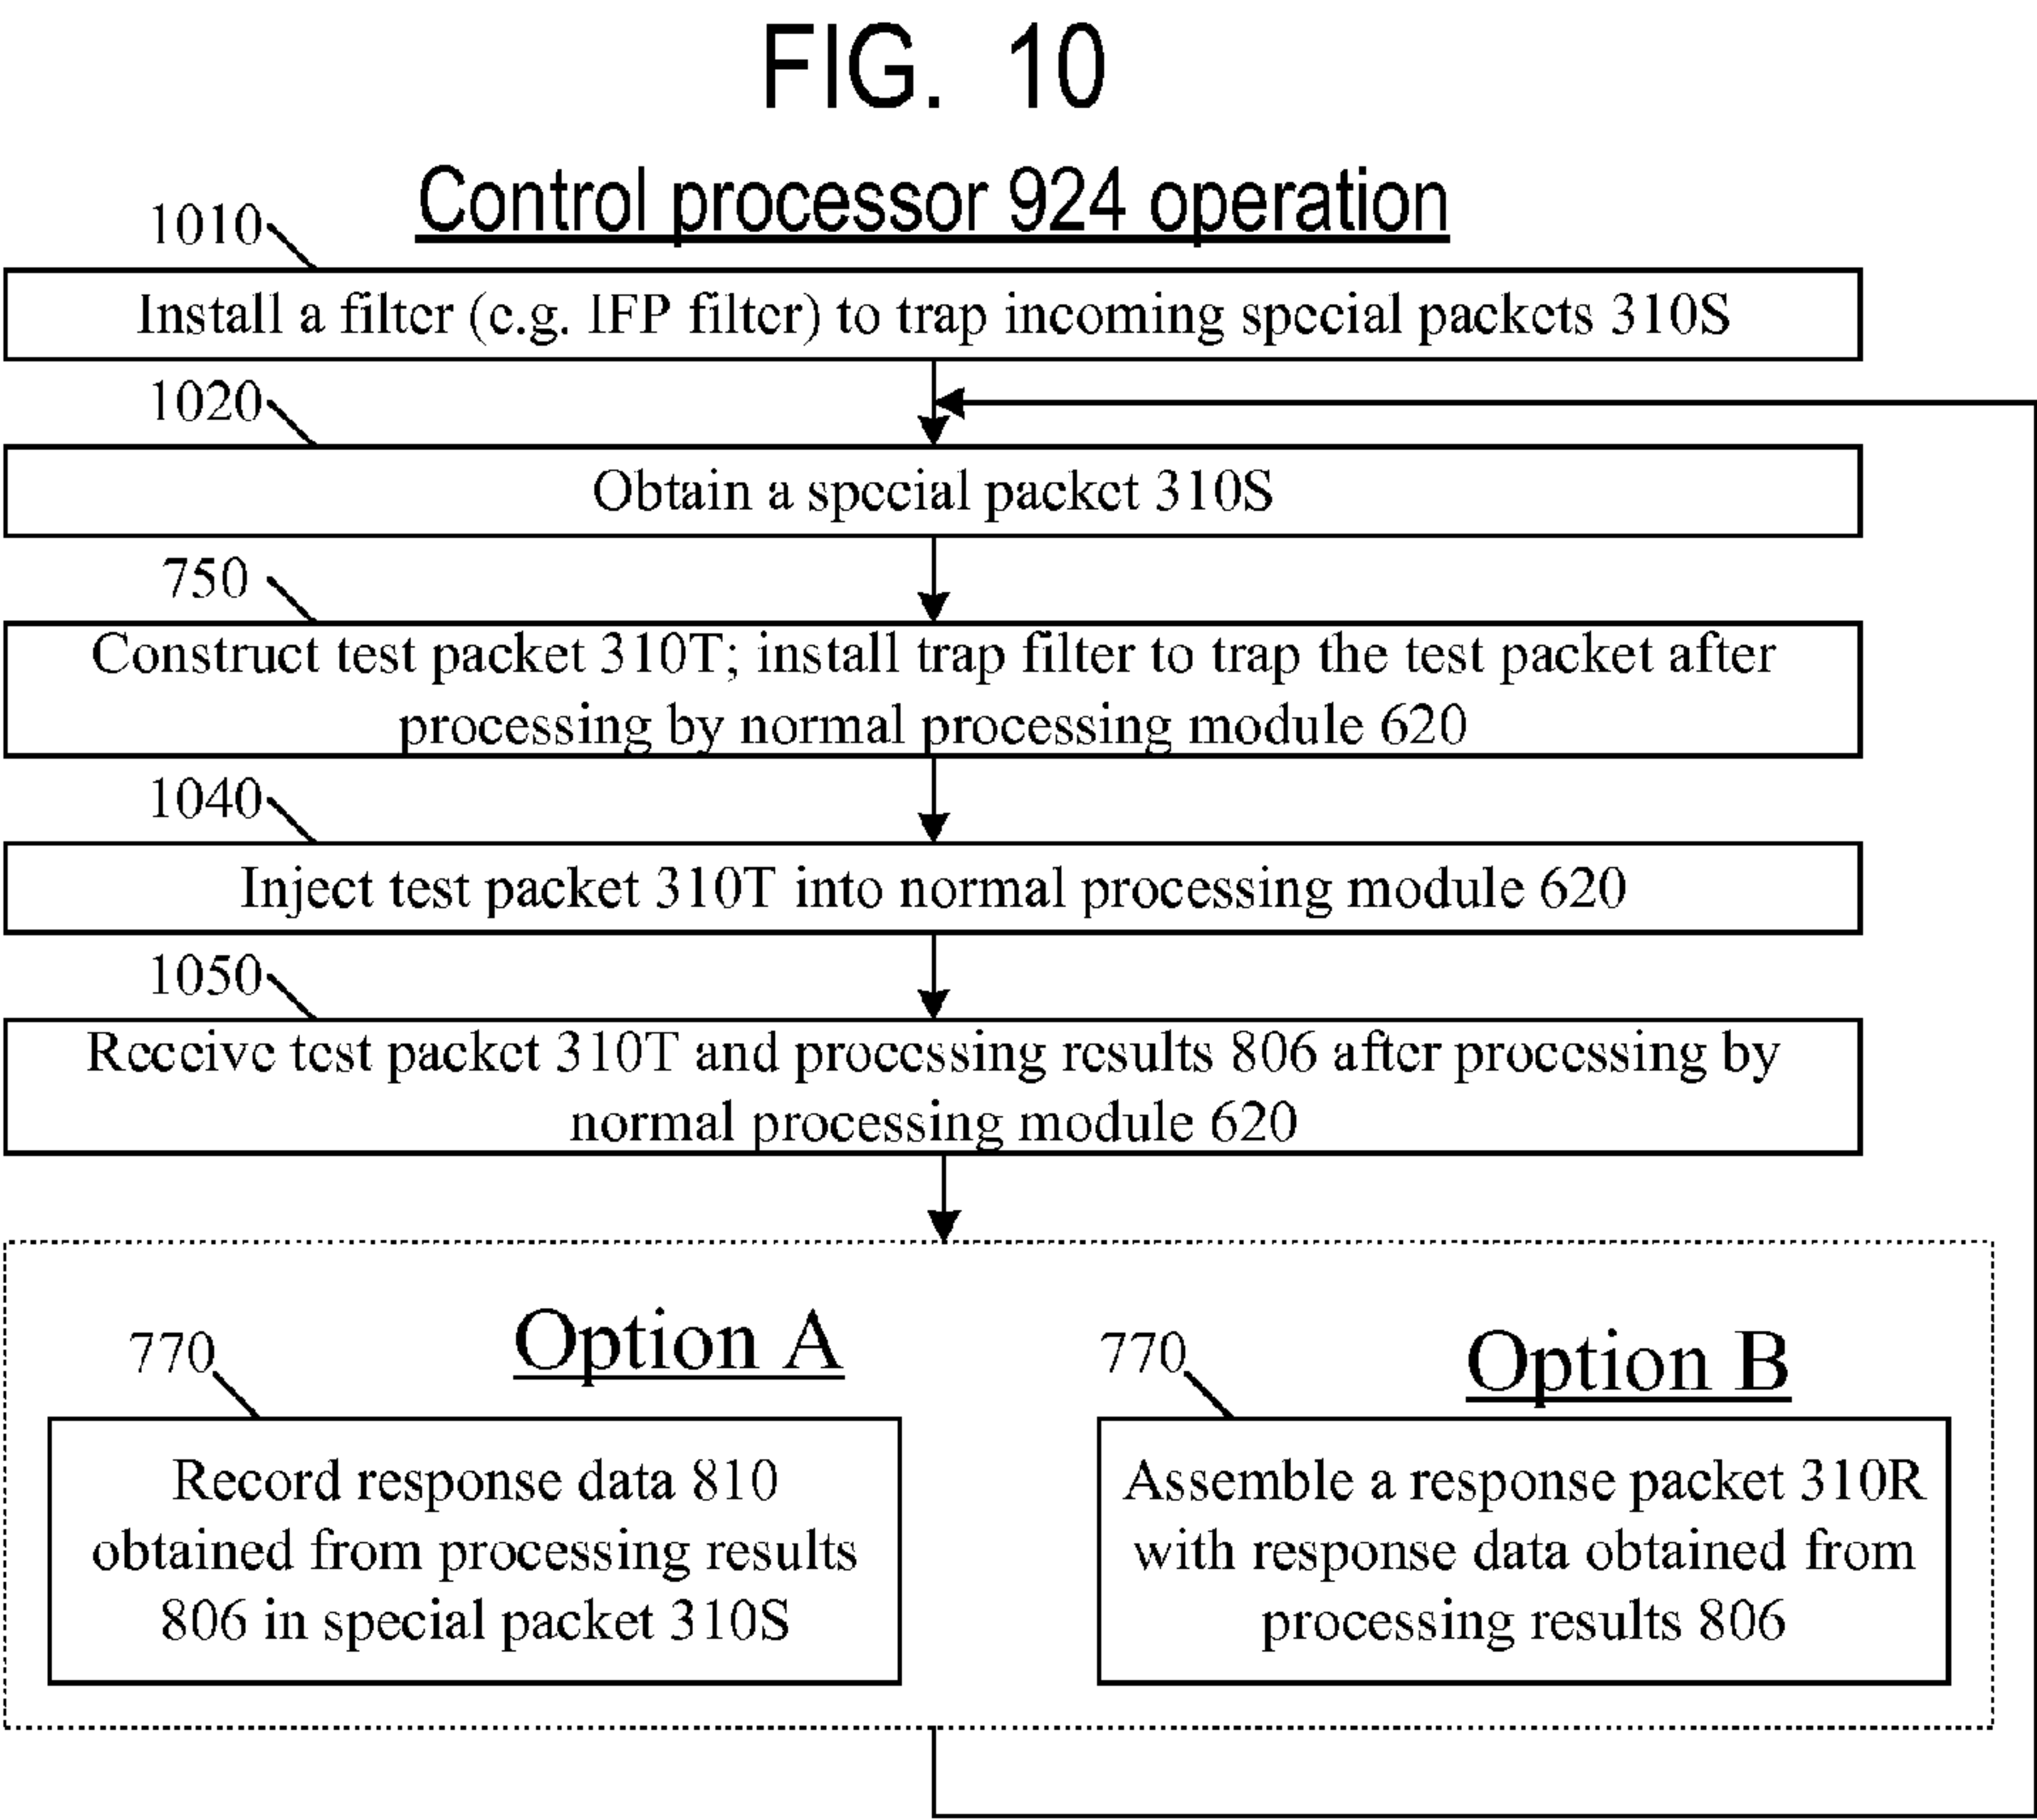 FIG. 10
Control processor 924 operation
1010
Install a filter (e.g. IFP filter) to trap incoming special packets 310S
1020
Obtain a special packet 310S
750
Construct test packet 310T; install trap filter to trap the test packet after
processing by normal processing module 620
1040
Inject test packet 310T into normal processing module 620
1050
Receive test packet 310T and processing results 806 after processing by
normal processing module 620
Option A
770
Record response data 810
obtained from processing results
806 in special packet 310S
Option B
770
Assemble a response packet 310R
with response data obtained from
processing results 806